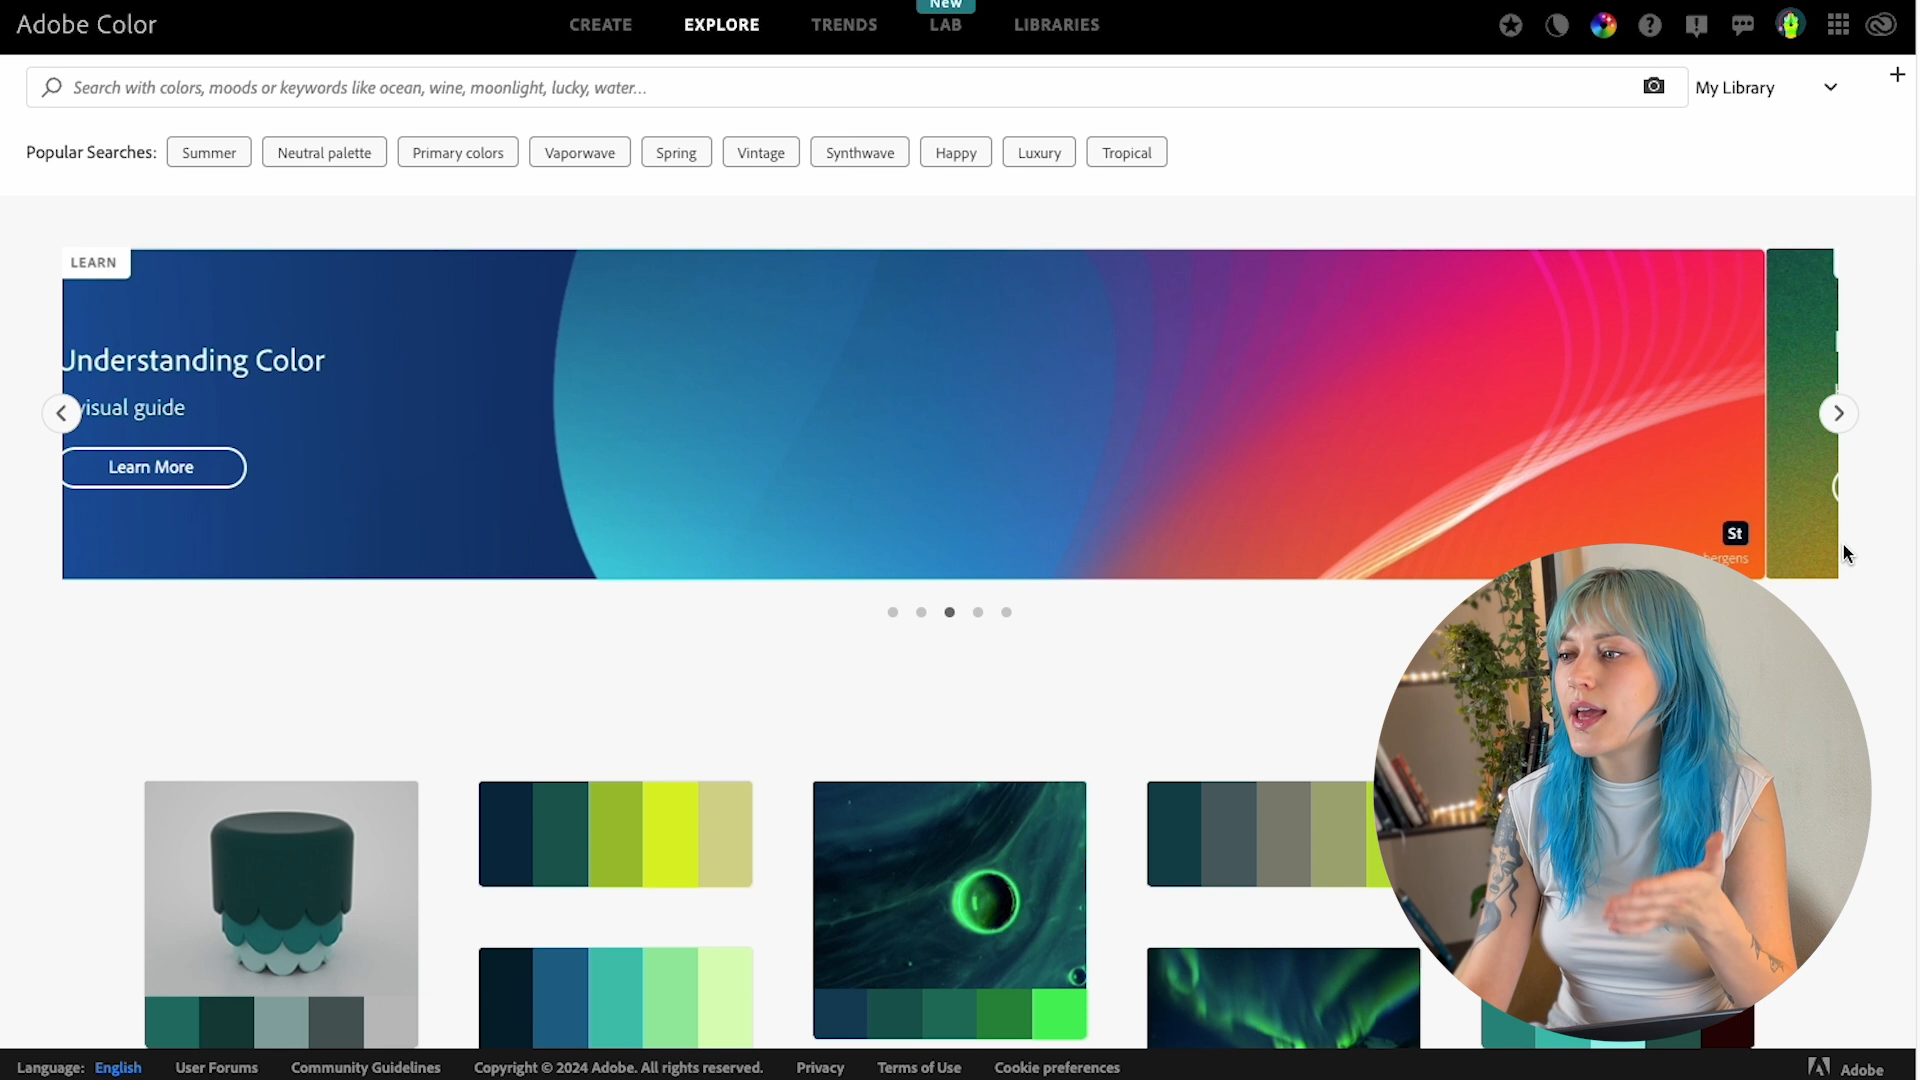 Adobe Color
CREATE
EXPLORE
TRENDS
New
LAB
LIBRARIES
Search with colors, moods or keywords like ocean, wine, moonlight, lucky, water...
My Library
Popular Searches:
Summer
Neutral palette
Primary colors
Vaporwave
Spring
Vintage
Synthwave
Happy
Luxury
Tropical
LEARN
Understanding Color
visual guide
Learn More
St
bergens
Language: English
User Forums
Community Guidelines
Copyright © 2024 Adobe. All rights reserved.
Privacy
Terms of Use
Cookie preferences
Adobe